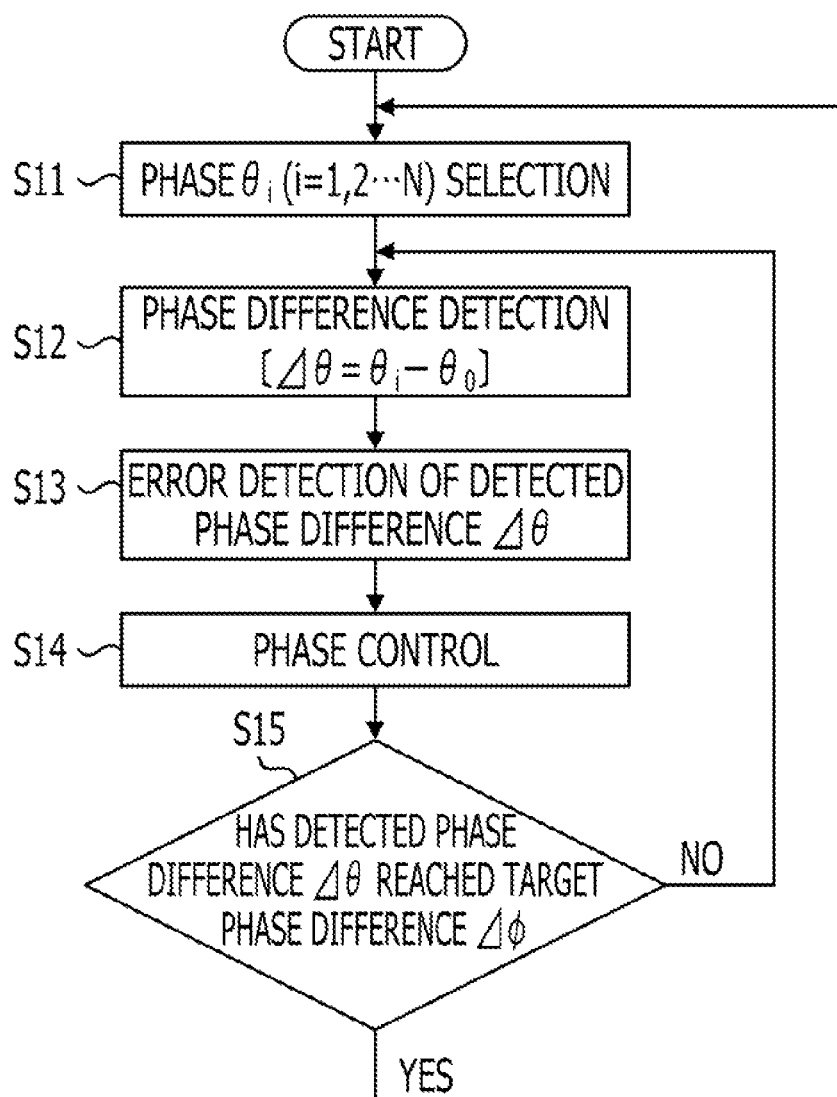 START
S11
PHASE θi (i=1,2···N) SELECTION
S12
PHASE DIFFERENCE DETECTION
[⊿θ=θi−θ0]
S13
ERROR DETECTION OF DETECTED
PHASE DIFFERENCE ⊿θ
S14
PHASE CONTROL
S15
HAS DETECTED PHASE
DIFFERENCE ⊿θ REACHED TARGET
PHASE DIFFERENCE ⊿ϕ
NO
YES